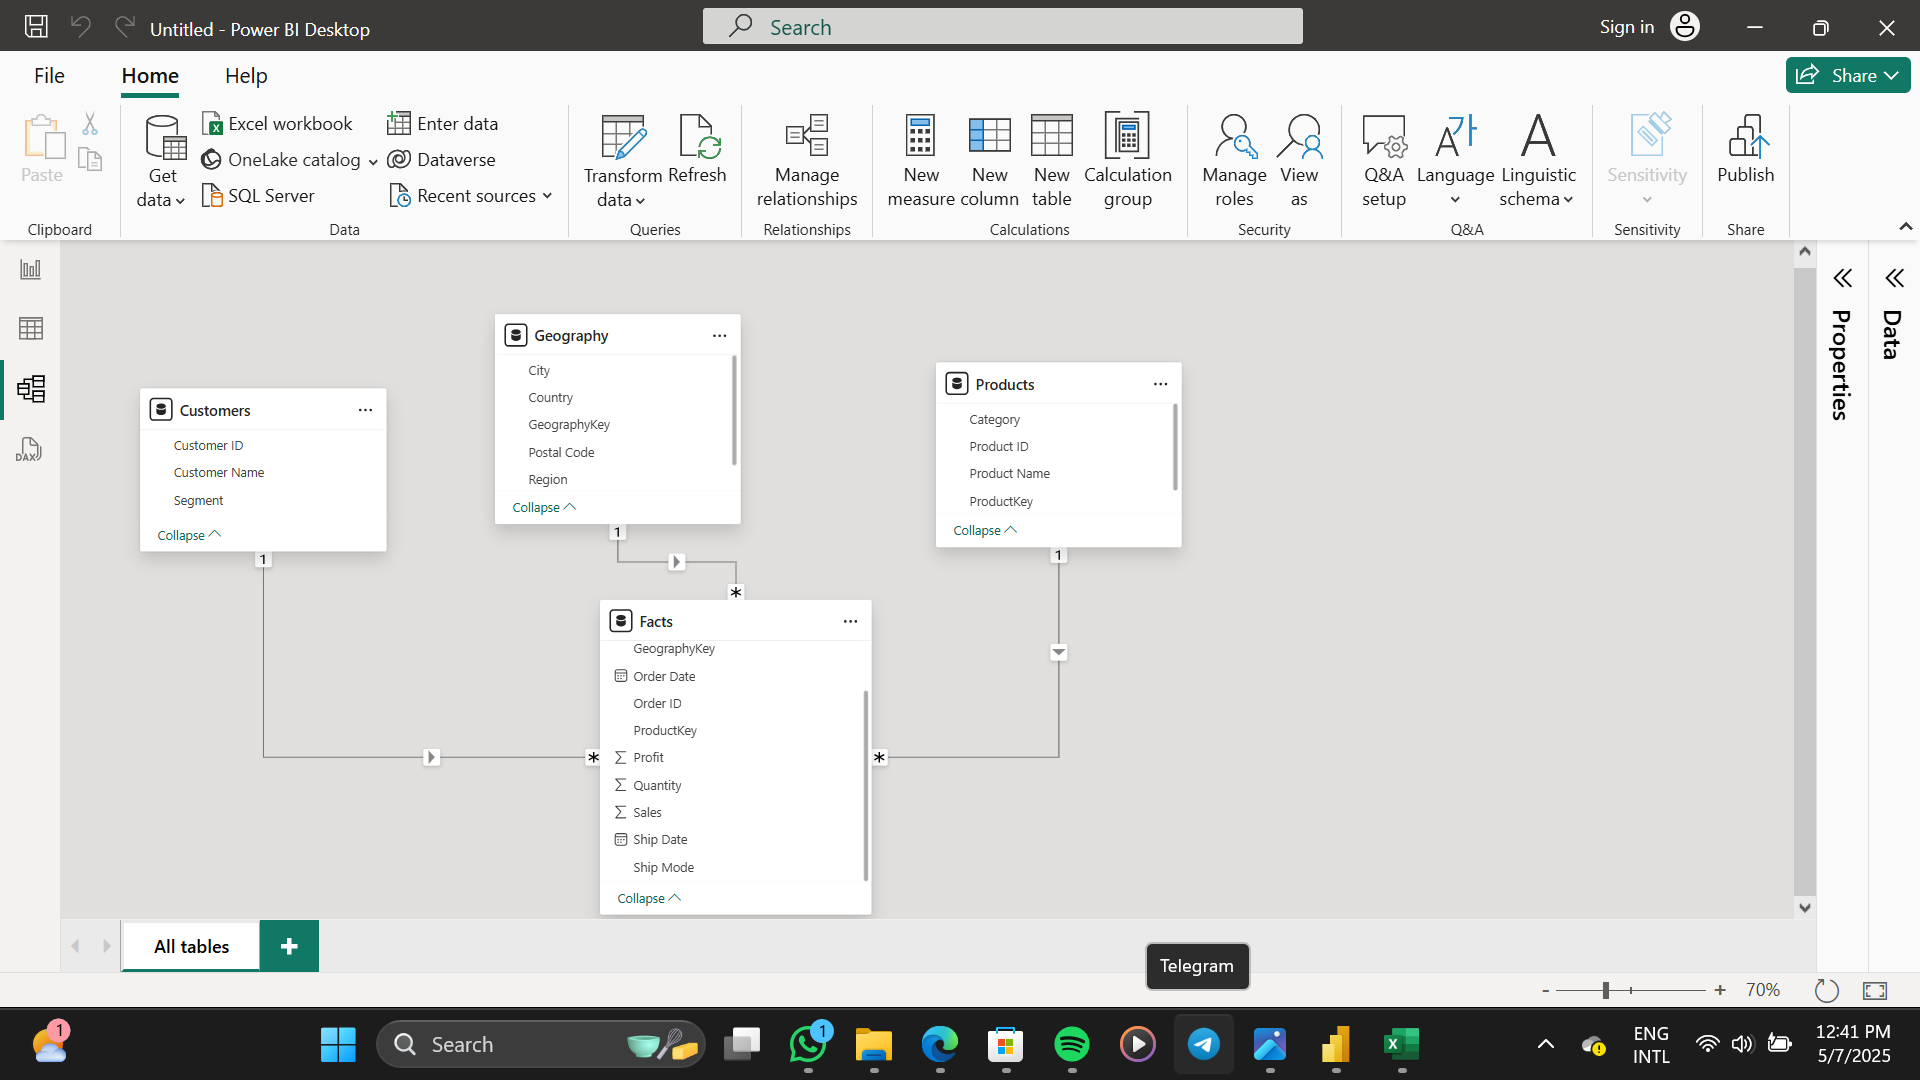 Untitled - Power BI Desktop
Search
Sign in
File
Home
Help
Share
Paste
Get data
Excel workbook
OneLake catalog
SQL Server
Enter data
Dataverse
Recent sources
Transform data
Refresh
Manage relationships
New measure
New column
New table
Calculation group
Manage roles
View as
Q&A setup
Language
Linguistic schema
Sensitivity
Publish
Clipboard
Data
Queries
Relationships
Calculations
Security
Q&A
Sensitivity
Share
DAX
Customers
Customer ID
Customer Name
Segment
Collapse
1
*
Geography
City
Country
GeographyKey
Postal Code
Region
Collapse
1
*
Products
Category
Product ID
Product Name
ProductKey
Collapse
1
*
Facts
GeographyKey
Order Date
Order ID
ProductKey
Profit
Quantity
Sales
Ship Date
Ship Mode
Collapse
Properties
Data
All tables
+
Telegram
- + 70%
1
Search
1
ENG
INTL
12:41 PM
5/7/2025